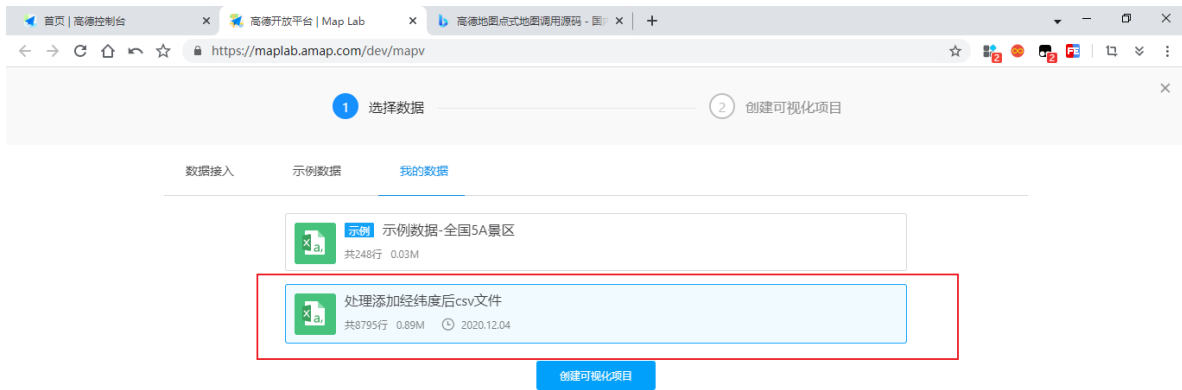 首页 | 高德控制台
高德开放平台 | Map Lab
高德地图点式地图调用源码 - 国
https://maplab.amap.com/dev/mapv
2
2
1 选择数据
2 创建可视化项目
数据接入 示例数据 我的数据
示例 示例数据-全国5A景区
共248行 0.03M
处理添加经纬度后csv文件
共8795行 0.89M 2020.12.04
创建可视化项目